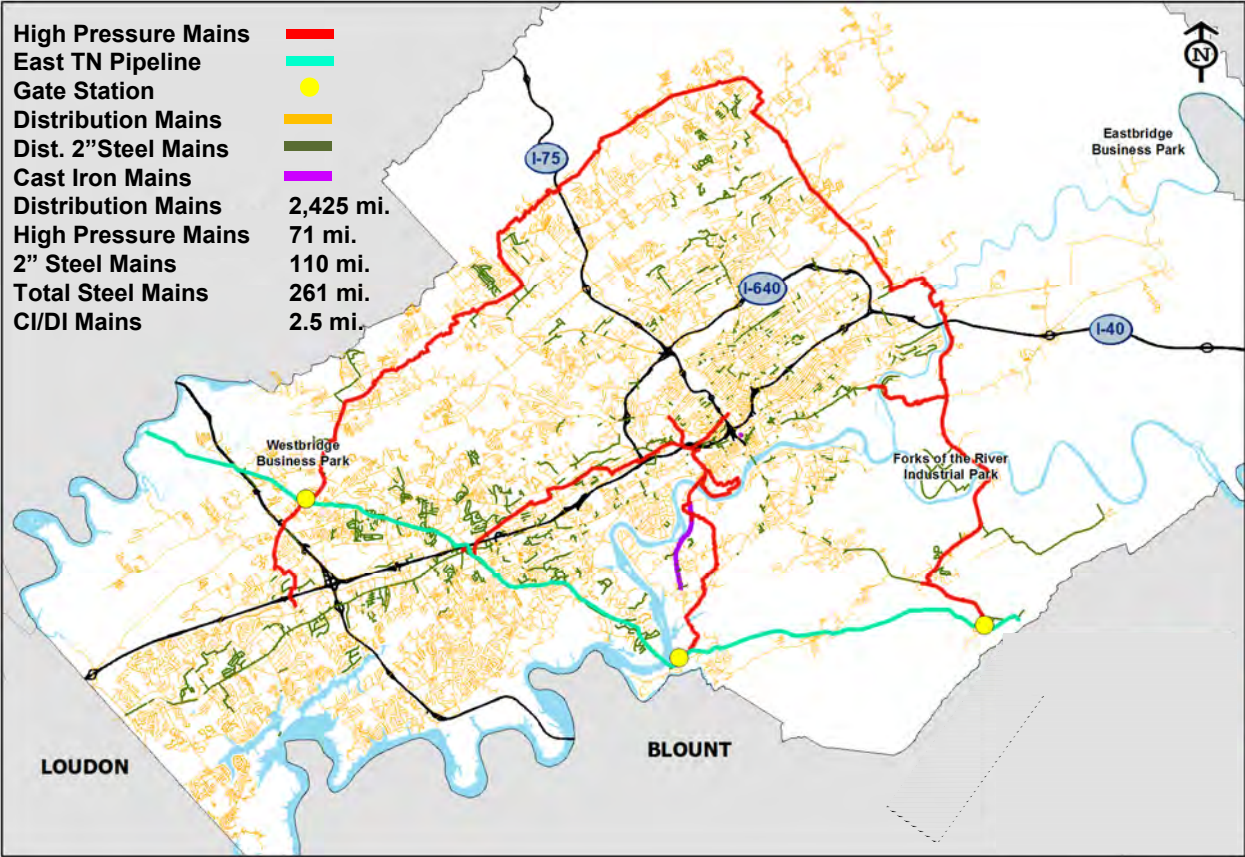 High Pressure Mains
East TN Pipeline
Gate Station
Distribution Mains
Dist. 2”Steel Mains
Cast Iron Mains
Distribution Mains 2,425 mi.
High Pressure Mains 71 mi.
2” Steel Mains 110 mi.
Total Steel Mains 261 mi.
CI/DI Mains 2.5 mi.
N
Eastbridge
Business Park
I-75
I-640
I-40
Westbridge
Business Park
Forks of the River
Industrial Park
LOUDON
BLOUNT